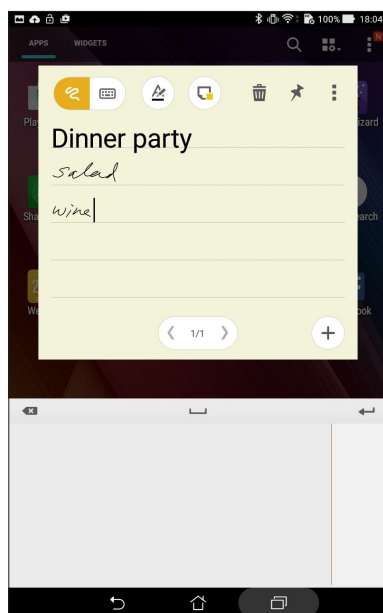 100% 18:04
APPS WIDGETS
N
Dinner party
salad
wine
1/1